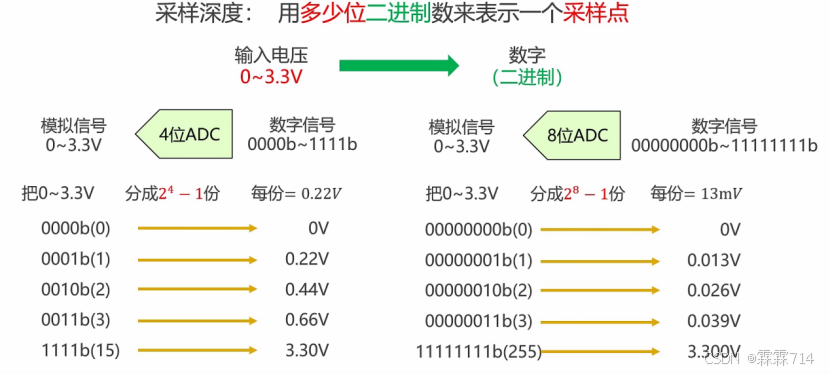 采样深度： 用多少位二进制数来表示一个采样点
输入电压
0~3.3V
数字
（二进制）
模拟信号
0~3.3V
4位ADC
数字信号
0000b~1111b
把0~3.3V 分成2⁴ − 1份 每份= 0.22V
0000b(0) 0V
0001b(1) 0.22V
0010b(2) 0.44V
0011b(3) 0.66V
1111b(15) 3.30V
模拟信号
0~3.3V
8位ADC
数字信号
00000000b~11111111b
把0~3.3V 分成2⁸ − 1份 每份= 13mV
00000000b(0) 0V
00000001b(1) 0.013V
00000010b(2) 0.026V
00000011b(3) 0.039V
11111111b(255) 3.300V
CSDN @霖霖714